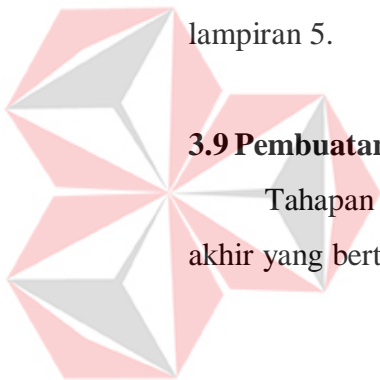 lampiran 5.
3.9 Pembuatan
Tahapan
akhir yang bert